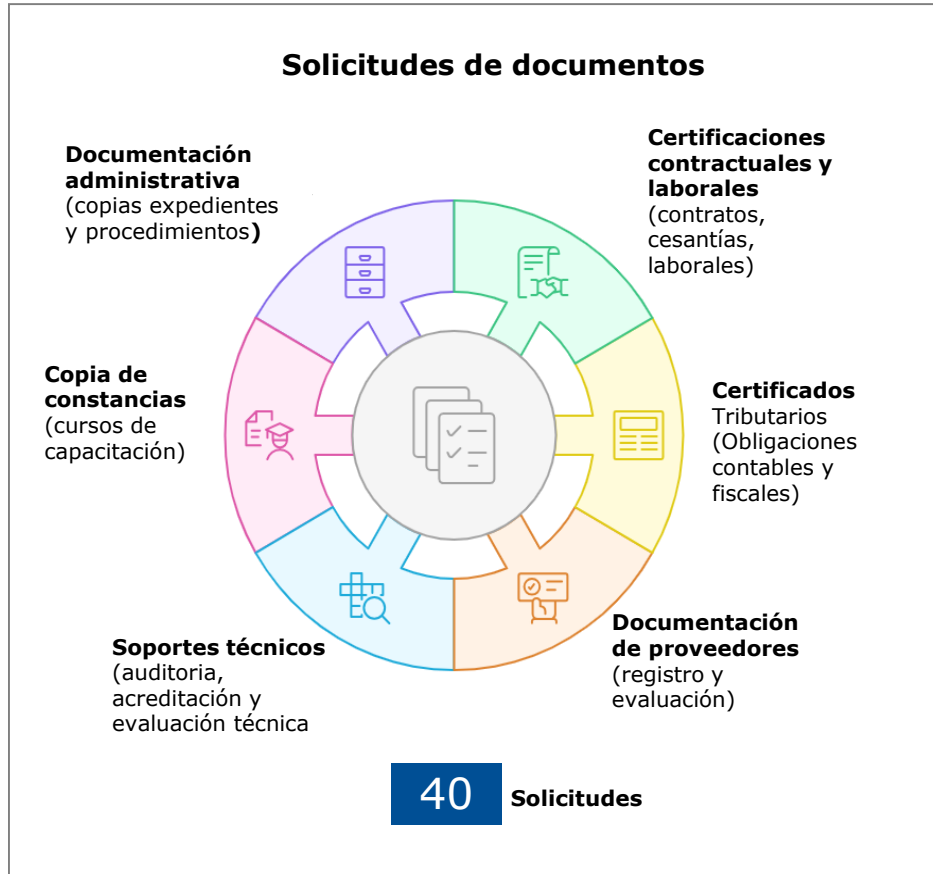 Solicitudes de documentos
Documentación
administrativa
(copias expedientes
y procedimientos)
Certificaciones
contractuales y
laborales
(contratos,
cesantías,
laborales)
Copia de
constancias
(cursos de
capacitación)
Certificados
Tributarios
(Obligaciones
contables y
fiscales)
Soportes técnicos
(auditoria,
acreditación y
evaluación técnica
Documentación
de proveedores
(registro y
evaluación)
40 Solicitudes